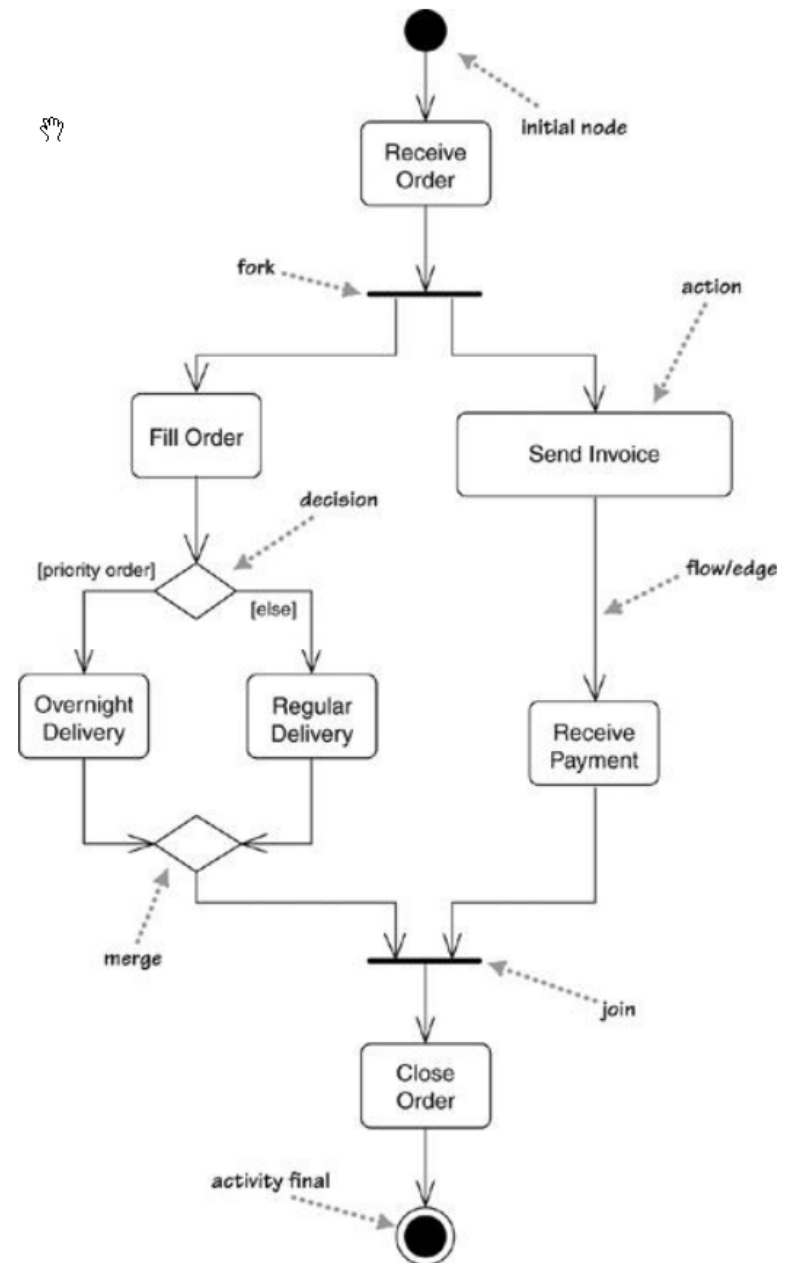 initial node
Receive
Order
fork
action
Fill Order
Send Invoice
decision
[priority order]
flow/edge
[else]
Overnight
Delivery
Regular
Delivery
Receive
Payment
merge
join
Close
Order
activity final